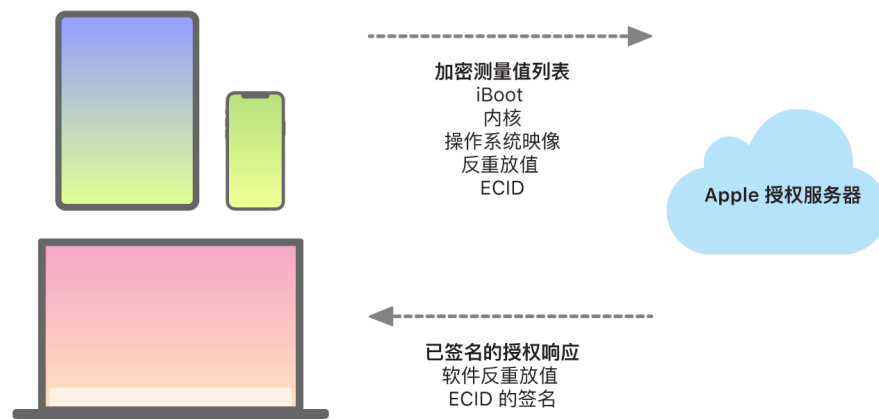 加密测量值列表
iBoot
内核
操作系统映像
反重放值
ECID
Apple 授权服务器
已签名的授权响应
软件反重放值
ECID 的签名